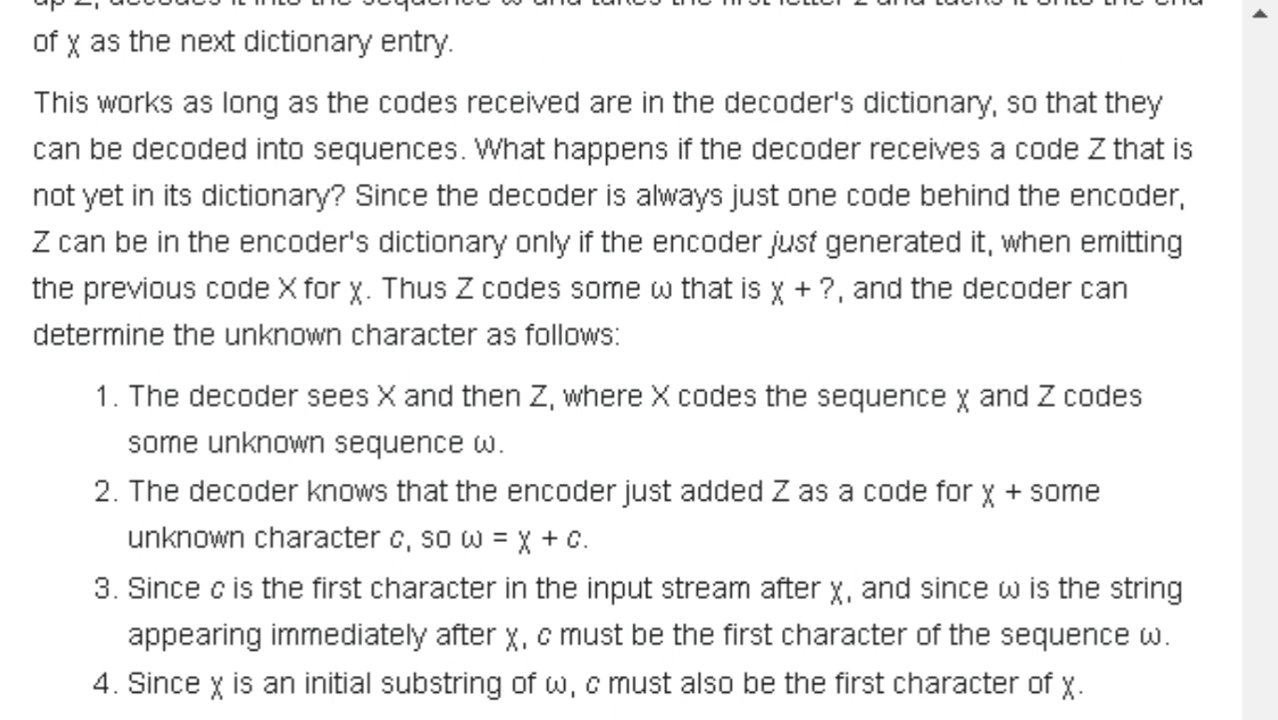 of χ as the next dictionary entry.
This works as long as the codes received are in the decoder's dictionary, so that they
can be decoded into sequences. What happens if the decoder receives a code Z that is
not yet in its dictionary? Since the decoder is always just one code behind the encoder,
Z can be in the encoder's dictionary only if the encoder just generated it, when emitting
the previous code X for χ. Thus Z codes some ω that is χ + ?, and the decoder can
determine the unknown character as follows:
1. The decoder sees X and then Z, where X codes the sequence χ and Z codes
some unknown sequence ω.
2. The decoder knows that the encoder just added Z as a code for χ + some
unknown character c, so ω = χ + c.
3. Since c is the first character in the input stream after χ, and since ω is the string
appearing immediately after χ, c must be the first character of the sequence ω.
4. Since χ is an initial substring of ω, c must also be the first character of χ.